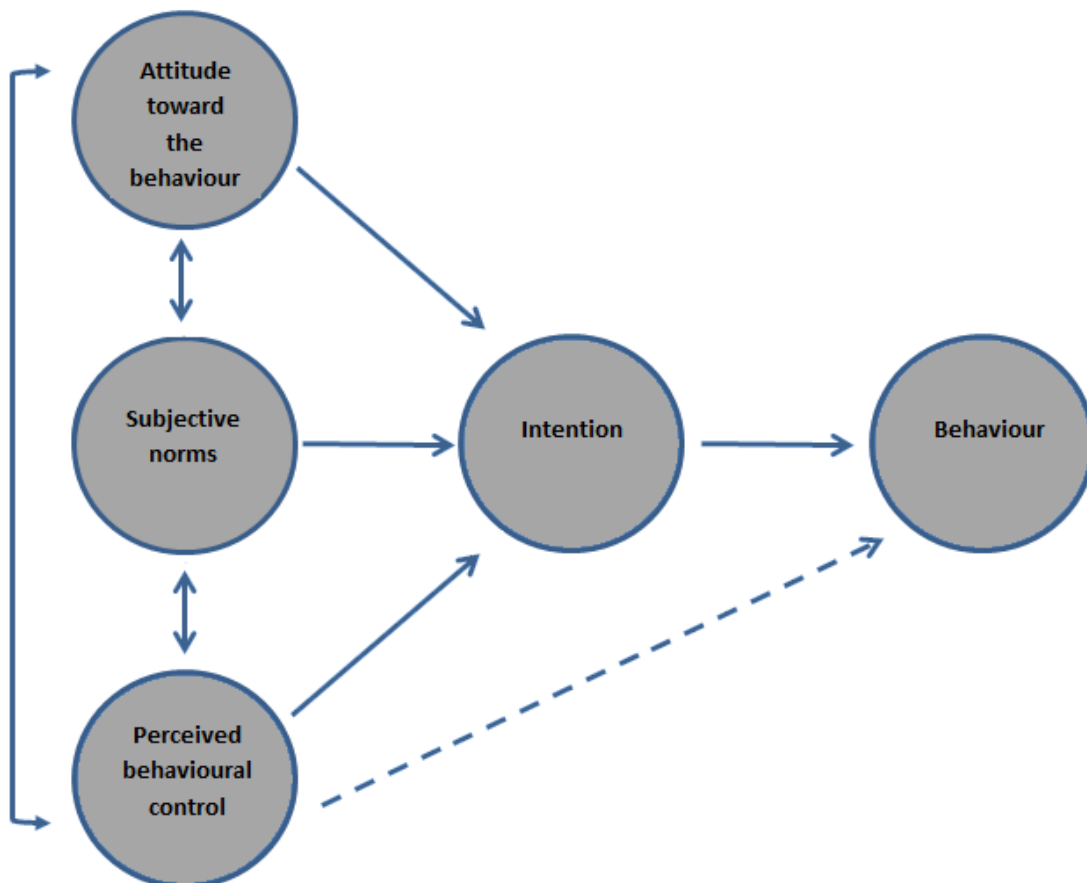 Attitude
toward
the
behaviour
Subjective
norms
Intention
Behaviour
Perceived
behavioural
control